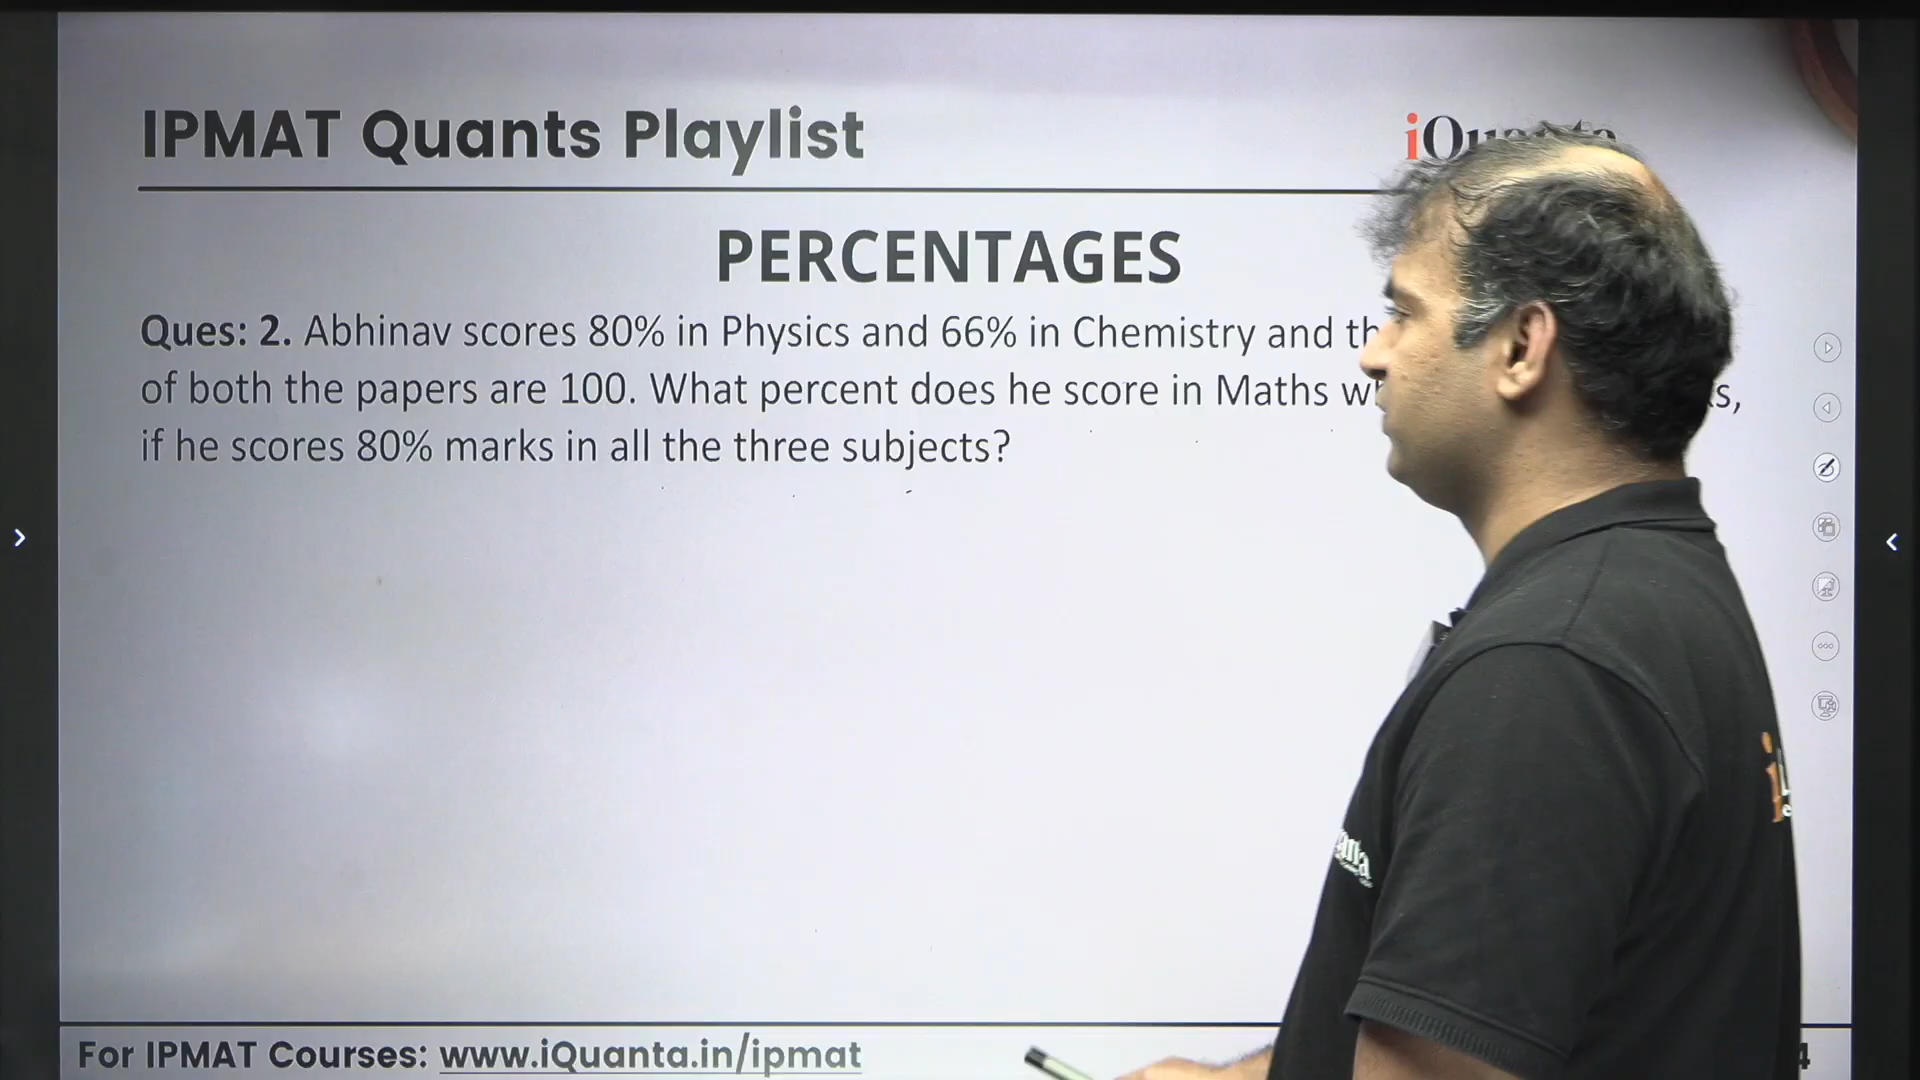 IPMAT Quants Playlist
PERCENTAGES
Ques: 2. Abhinav scores 80% in Physics and 66% in Chemistry and
of both the papers are 100. What percent does he score in Maths
if he scores 80% marks in all the three subjects?
For IPMAT Courses: www.iQuanta.in/ipmat